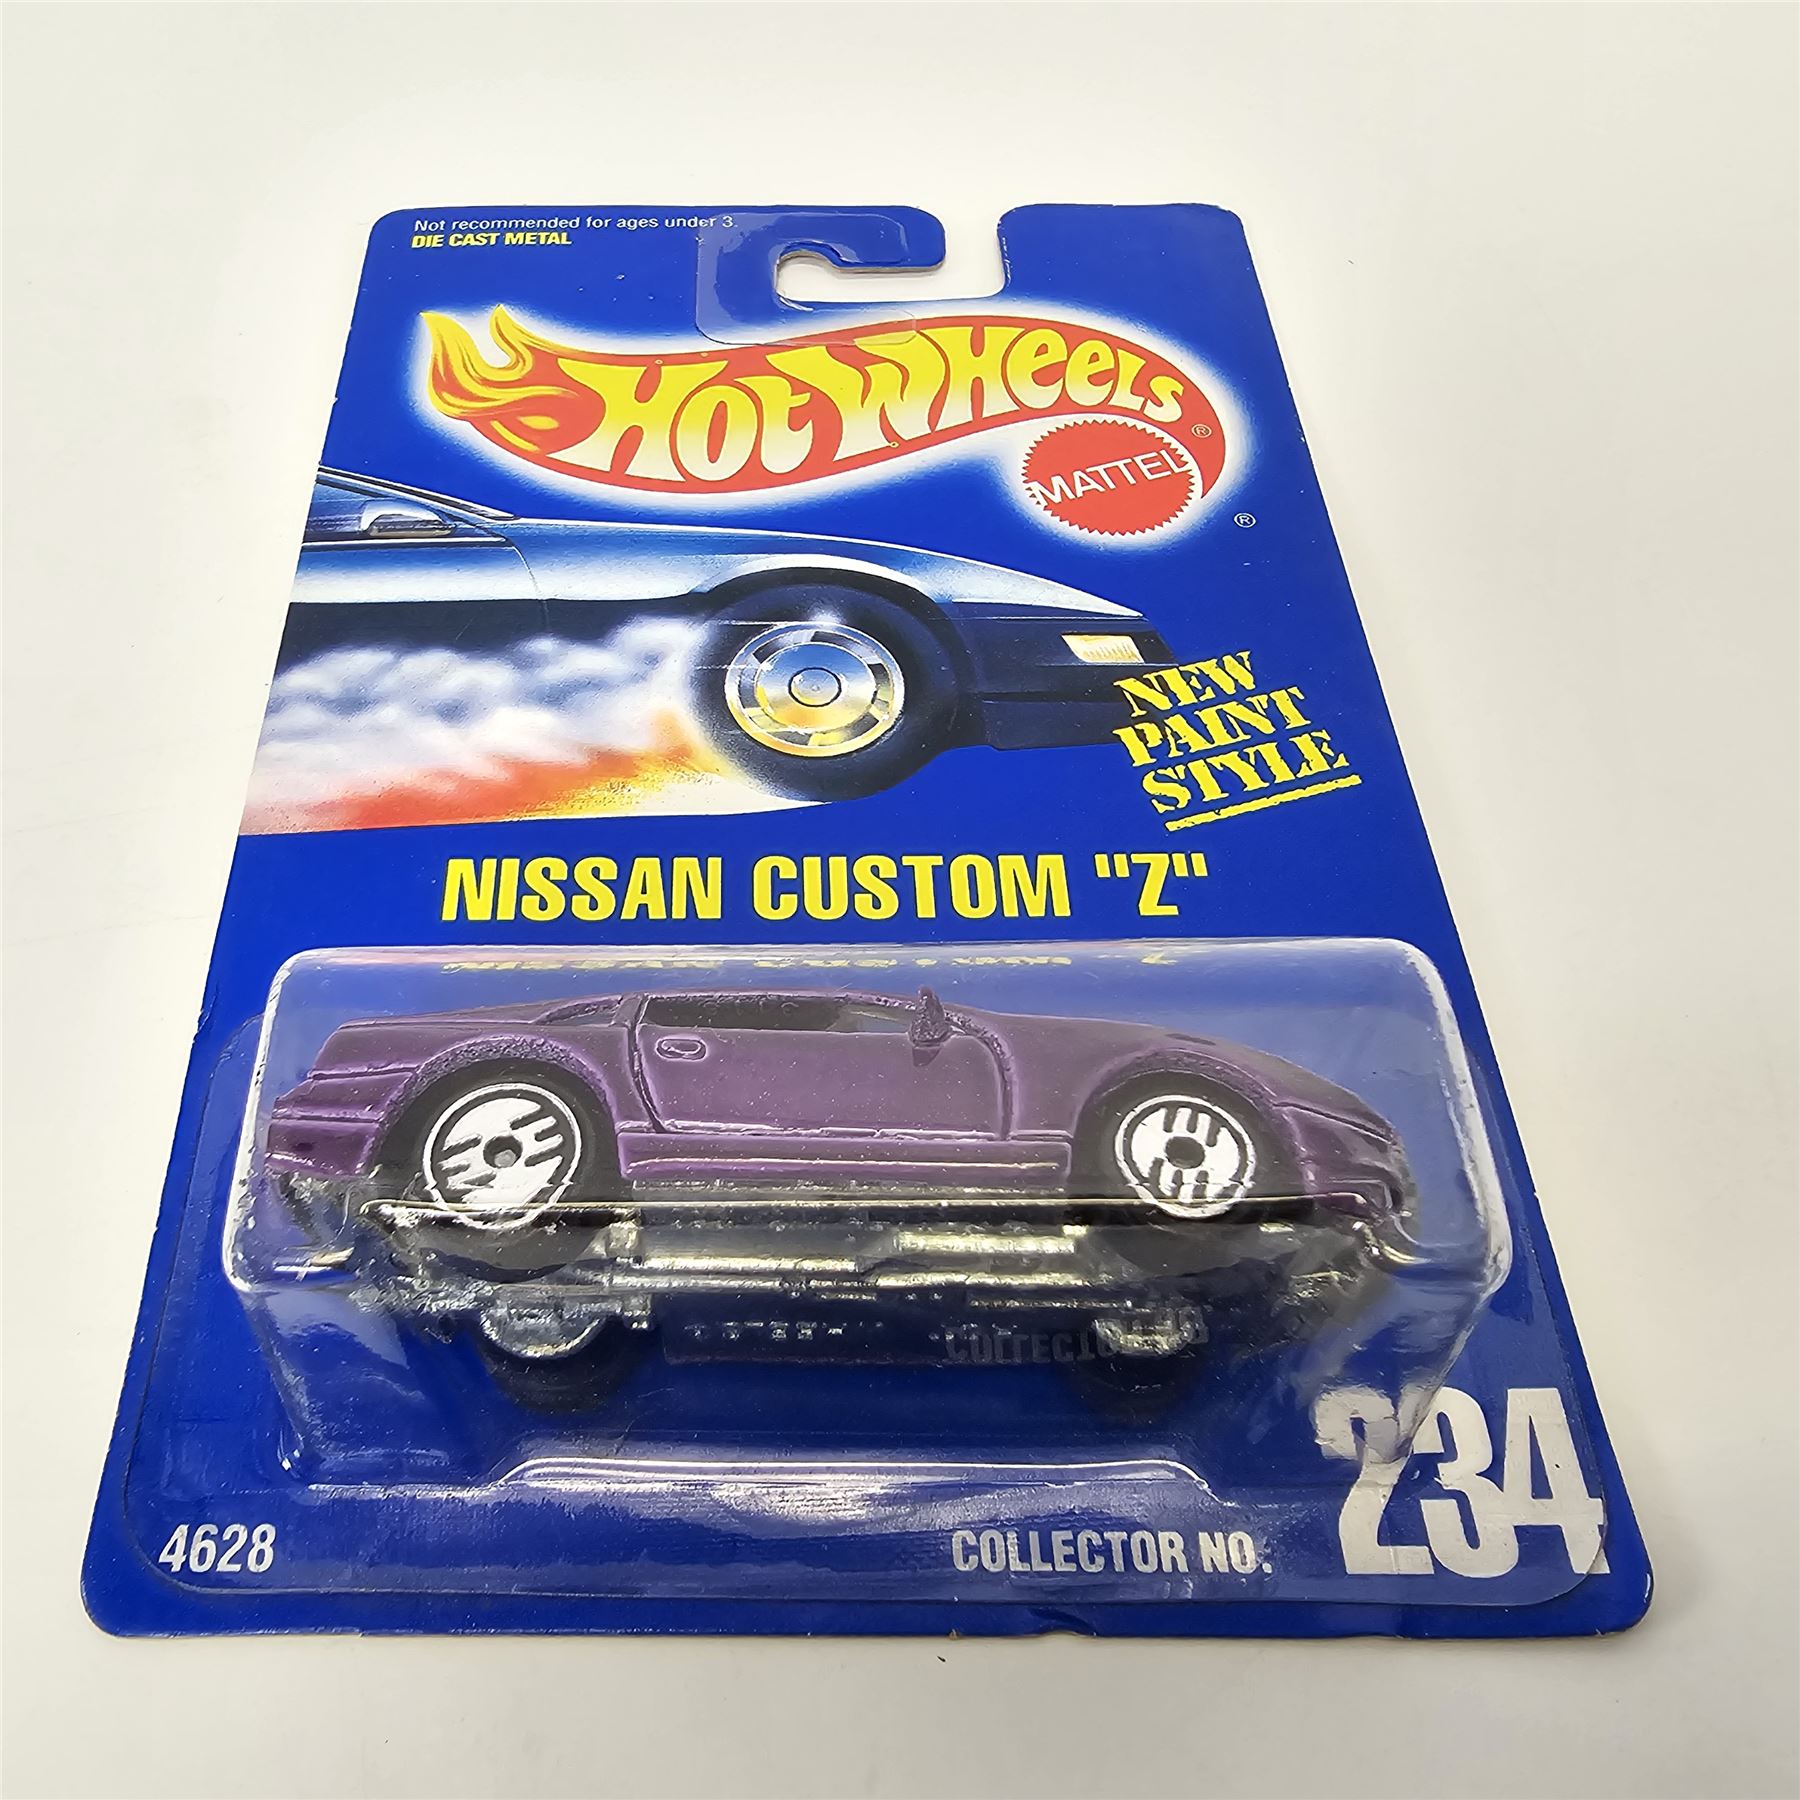 Not recommended for ages under 3.
DIE CAST METAL
HOT WHEELS ®
MATTEL
®
NEW
PAINT
STYLE
NISSAN CUSTOM "Z"
4628
COLLECTOR NO. 234